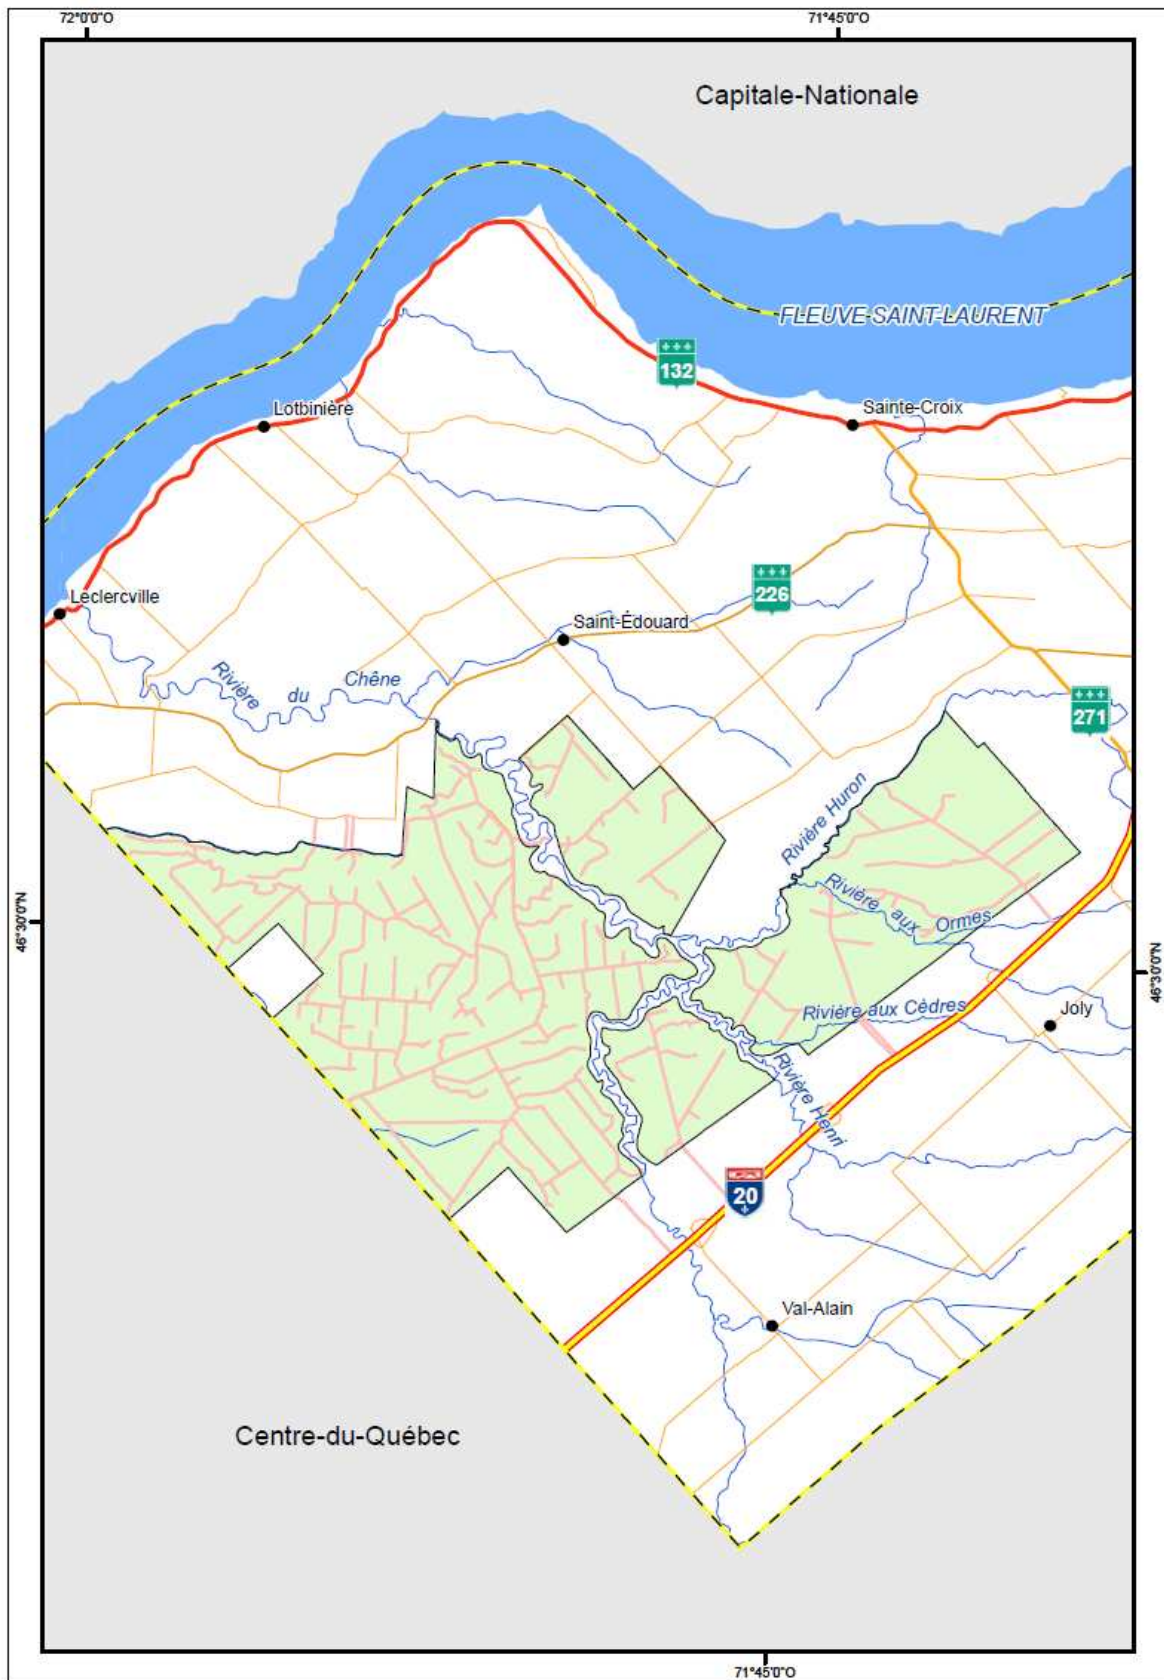 72°0'0"O
71°45'0"O
Capitale-Nationale
FLEUVE SAINT-LAURENT
132
Lotbinière
Sainte-Croix
226
Leclercville
Saint-Édouard
Rivière du Chêne
271
Rivière Huron
Rivière aux Ormes
46°30'0"N
46°30'0"N
Rivière aux Cèdres
Joly
Rivière Henri
20
Val-Alain
Centre-du-Québec
71°45'0"O